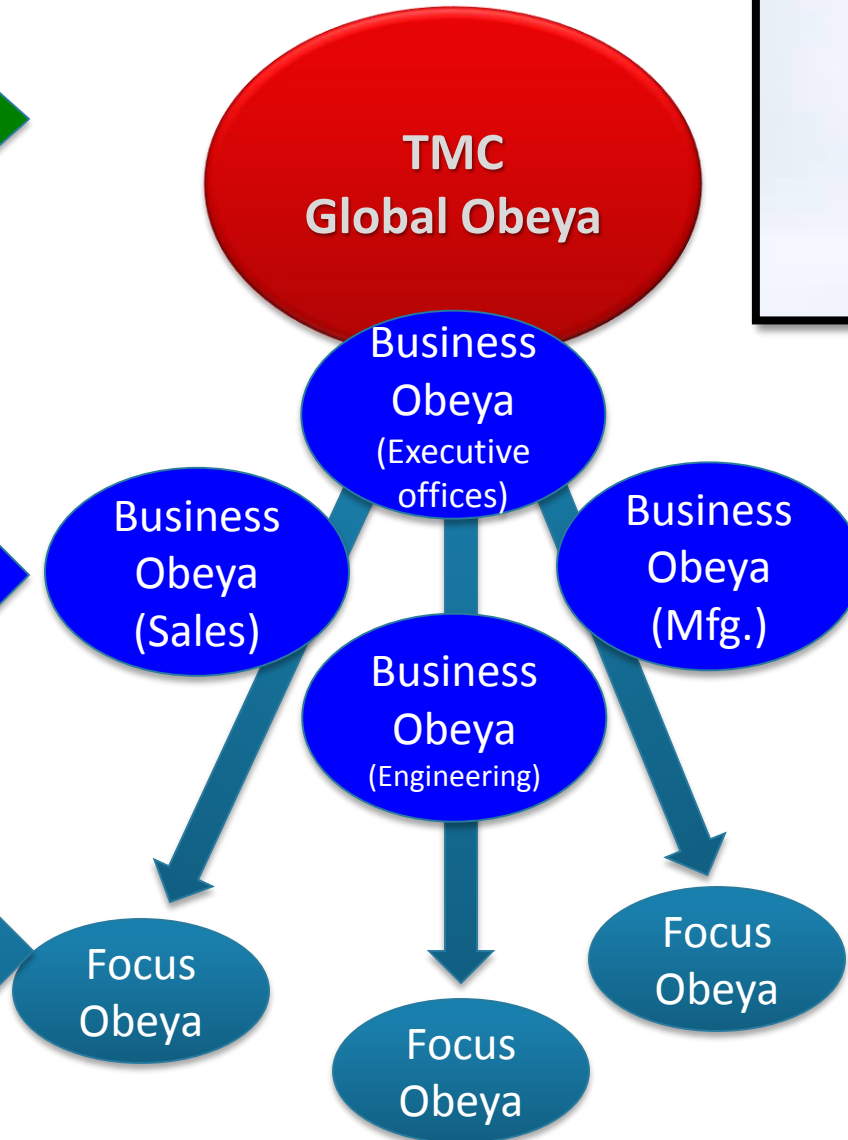 TMC
Global Obeya
Business
Obeya
(Executive
offices)
Business
Obeya
(Sales)
Business
Obeya
(Mfg.)
Business
Obeya
(Engineering)
Focus
Obeya
Focus
Obeya
Focus
Obeya